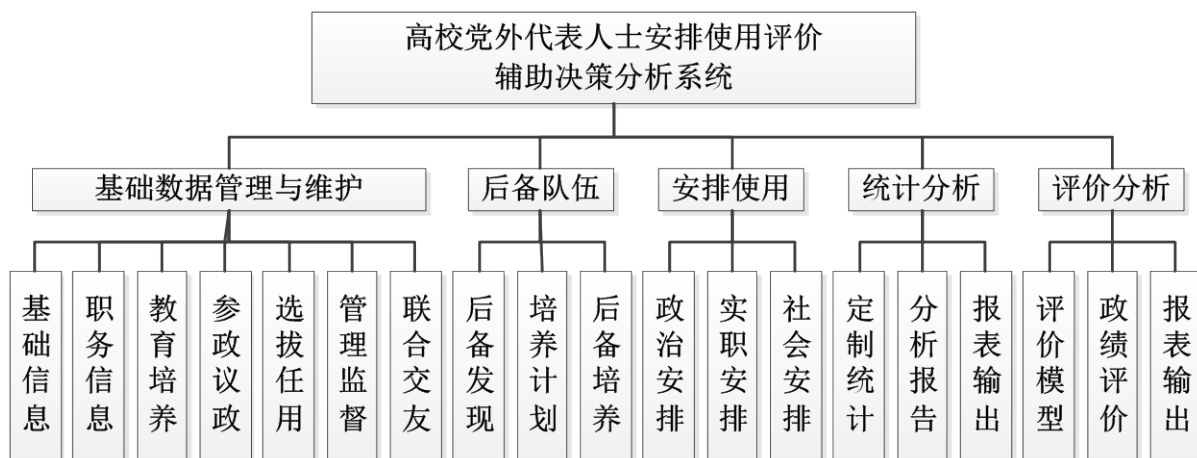 高校党外代表人士安排使用评价
辅助决策分析系统
基础数据管理与维护
后备队伍
安排使用
统计分析
评价分析
基础信息
职务信息
教育培养
参政议政
选拔任用
管理监督
联合交友
后备发现
培养计划
后备培养
政治安排
实职安排
社会安排
定制统计
分析报告
报表输出
评价模型
政绩评价
报表输出